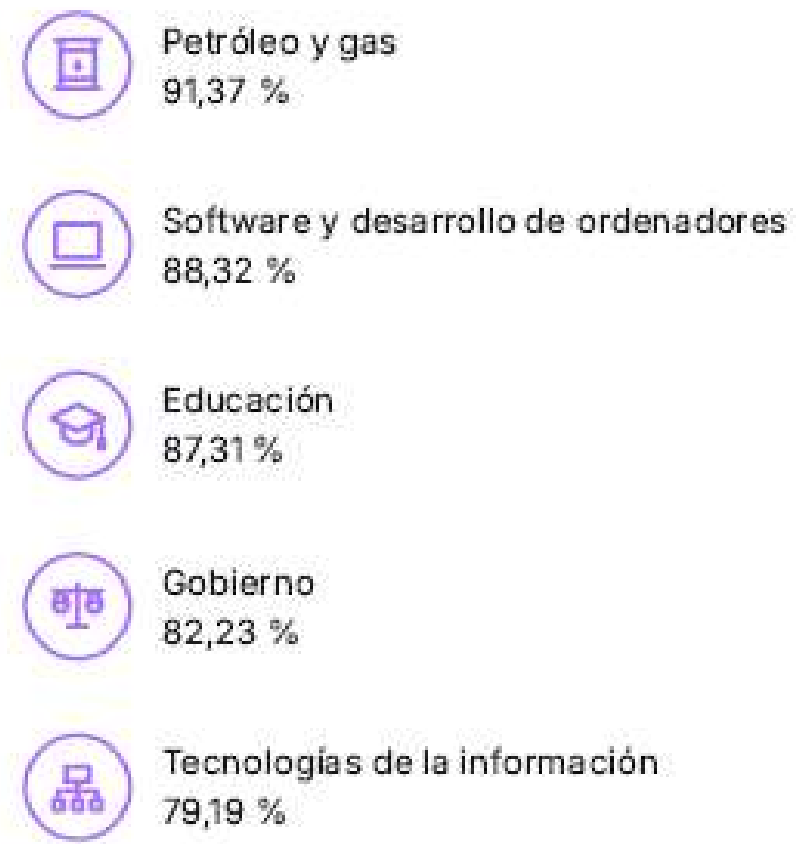 Petróleo y gas
91,37 %
Software y desarrollo de ordenadores
88,32 %
Educación
87,31 %
Gobierno
82,23 %
Tecnologías de la información
79,19 %